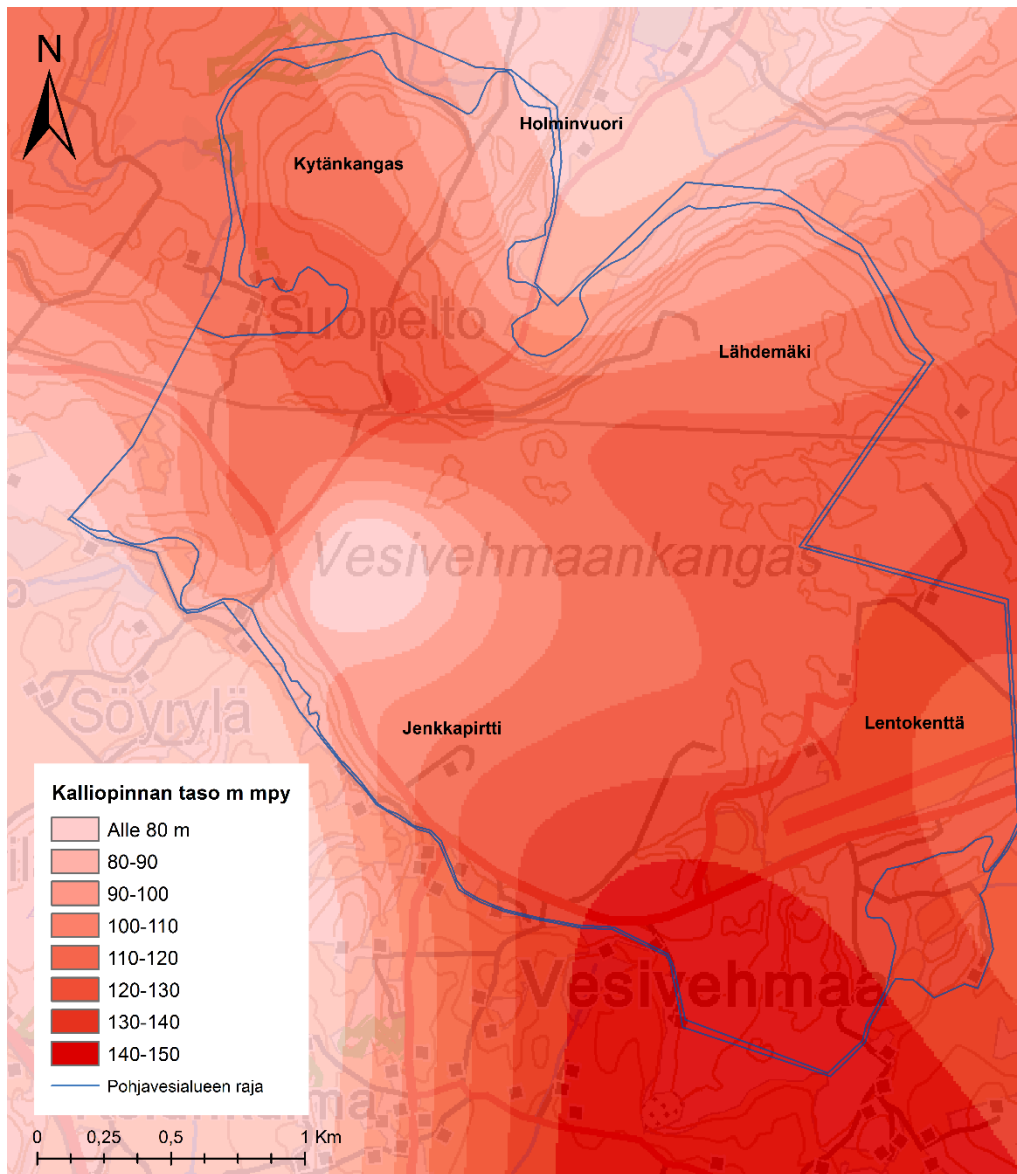 N
Holminvuori
Kytänkangas
Suopelto
Lähdemäki
Vesivehmaankangas
Söyrylä
Jenkkapirtti
Lentokenttä
Vesivehmaa
Kalliopinnan taso m mpy
Alle 80 m
80-90
90-100
100-110
110-120
120-130
130-140
140-150
Pohjavesialueen raja
0 0,25 0,5 1 Km